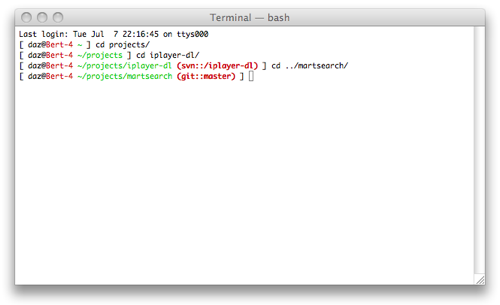 Terminal — bash
Last login: Tue Jul  7 22:16:45 on ttys000
[ daz@Bert-4 ~ ] cd projects/
[ daz@Bert-4 ~/projects ] cd iplayer-dl/
[ daz@Bert-4 ~/projects/iplayer-dl (svn::/iplayer-dl) ] cd ../martsearch/
[ daz@Bert-4 ~/projects/martsearch (git::master) ]